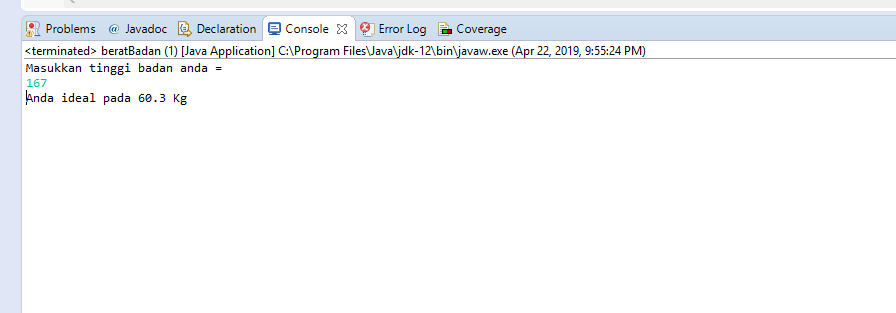 Problems @ Javadoc Declaration Console Error Log Coverage
<terminated> beratBadan (1) [Java Application] C:\Program Files\Java\jdk-12\bin\javaw.exe (Apr 22, 2019, 9:55:24 PM)
Masukkan tinggi badan anda =
167
Anda ideal pada 60.3 Kg